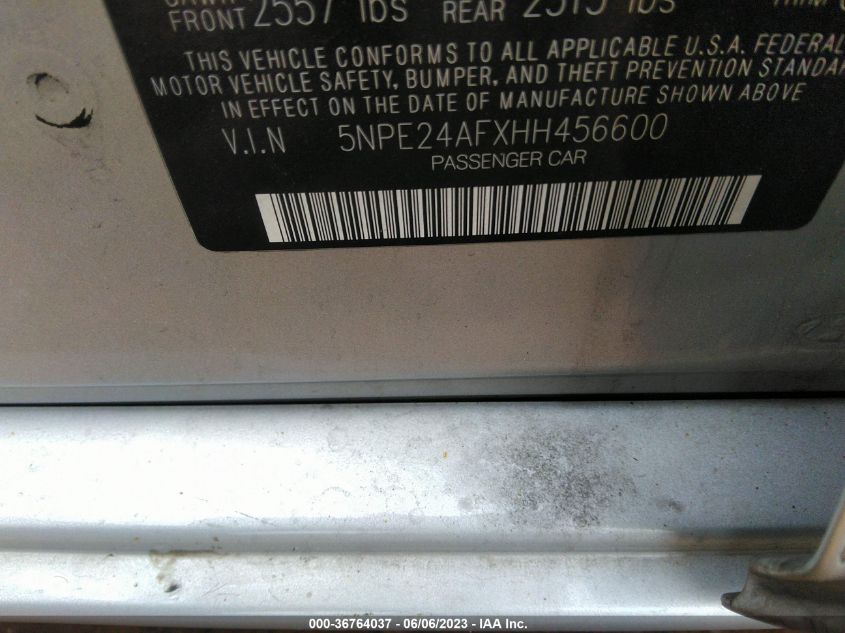 FRONT 2557 lbs REAR 2515 lbs
THIS VEHICLE CONFORMS TO ALL APPLICABLE U.S.A. FEDERAL
MOTOR VEHICLE SAFETY, BUMPER, AND THEFT PREVENTION STANDAR
IN EFFECT ON THE DATE OF MANUFACTURE SHOWN ABOVE
V.I.N 5NPE24AFXHH456600
PASSENGER CAR
000-36764037 - 06/06/2023 - IAA Inc.